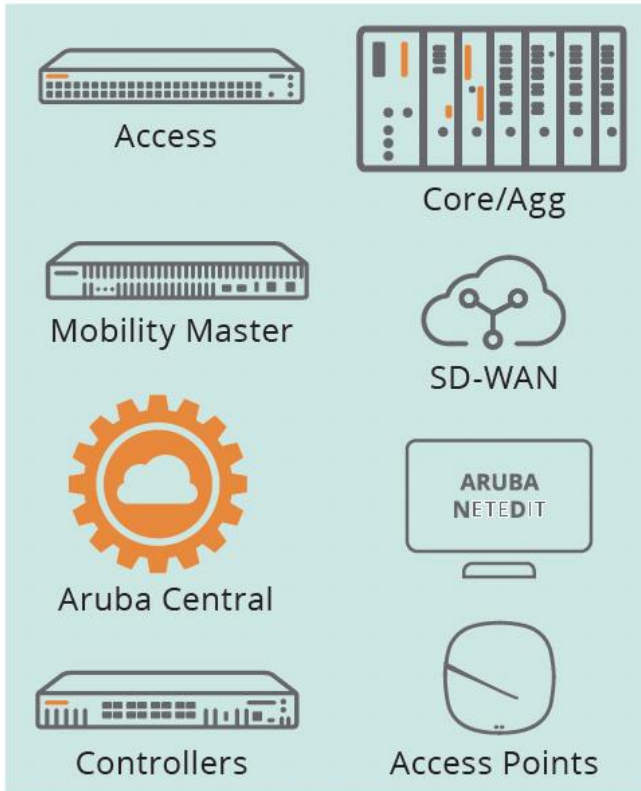 Access
Core/Agg
Mobility Master
SD-WAN
Aruba Central
ARUBA
NETEDIT
Controllers
Access Points